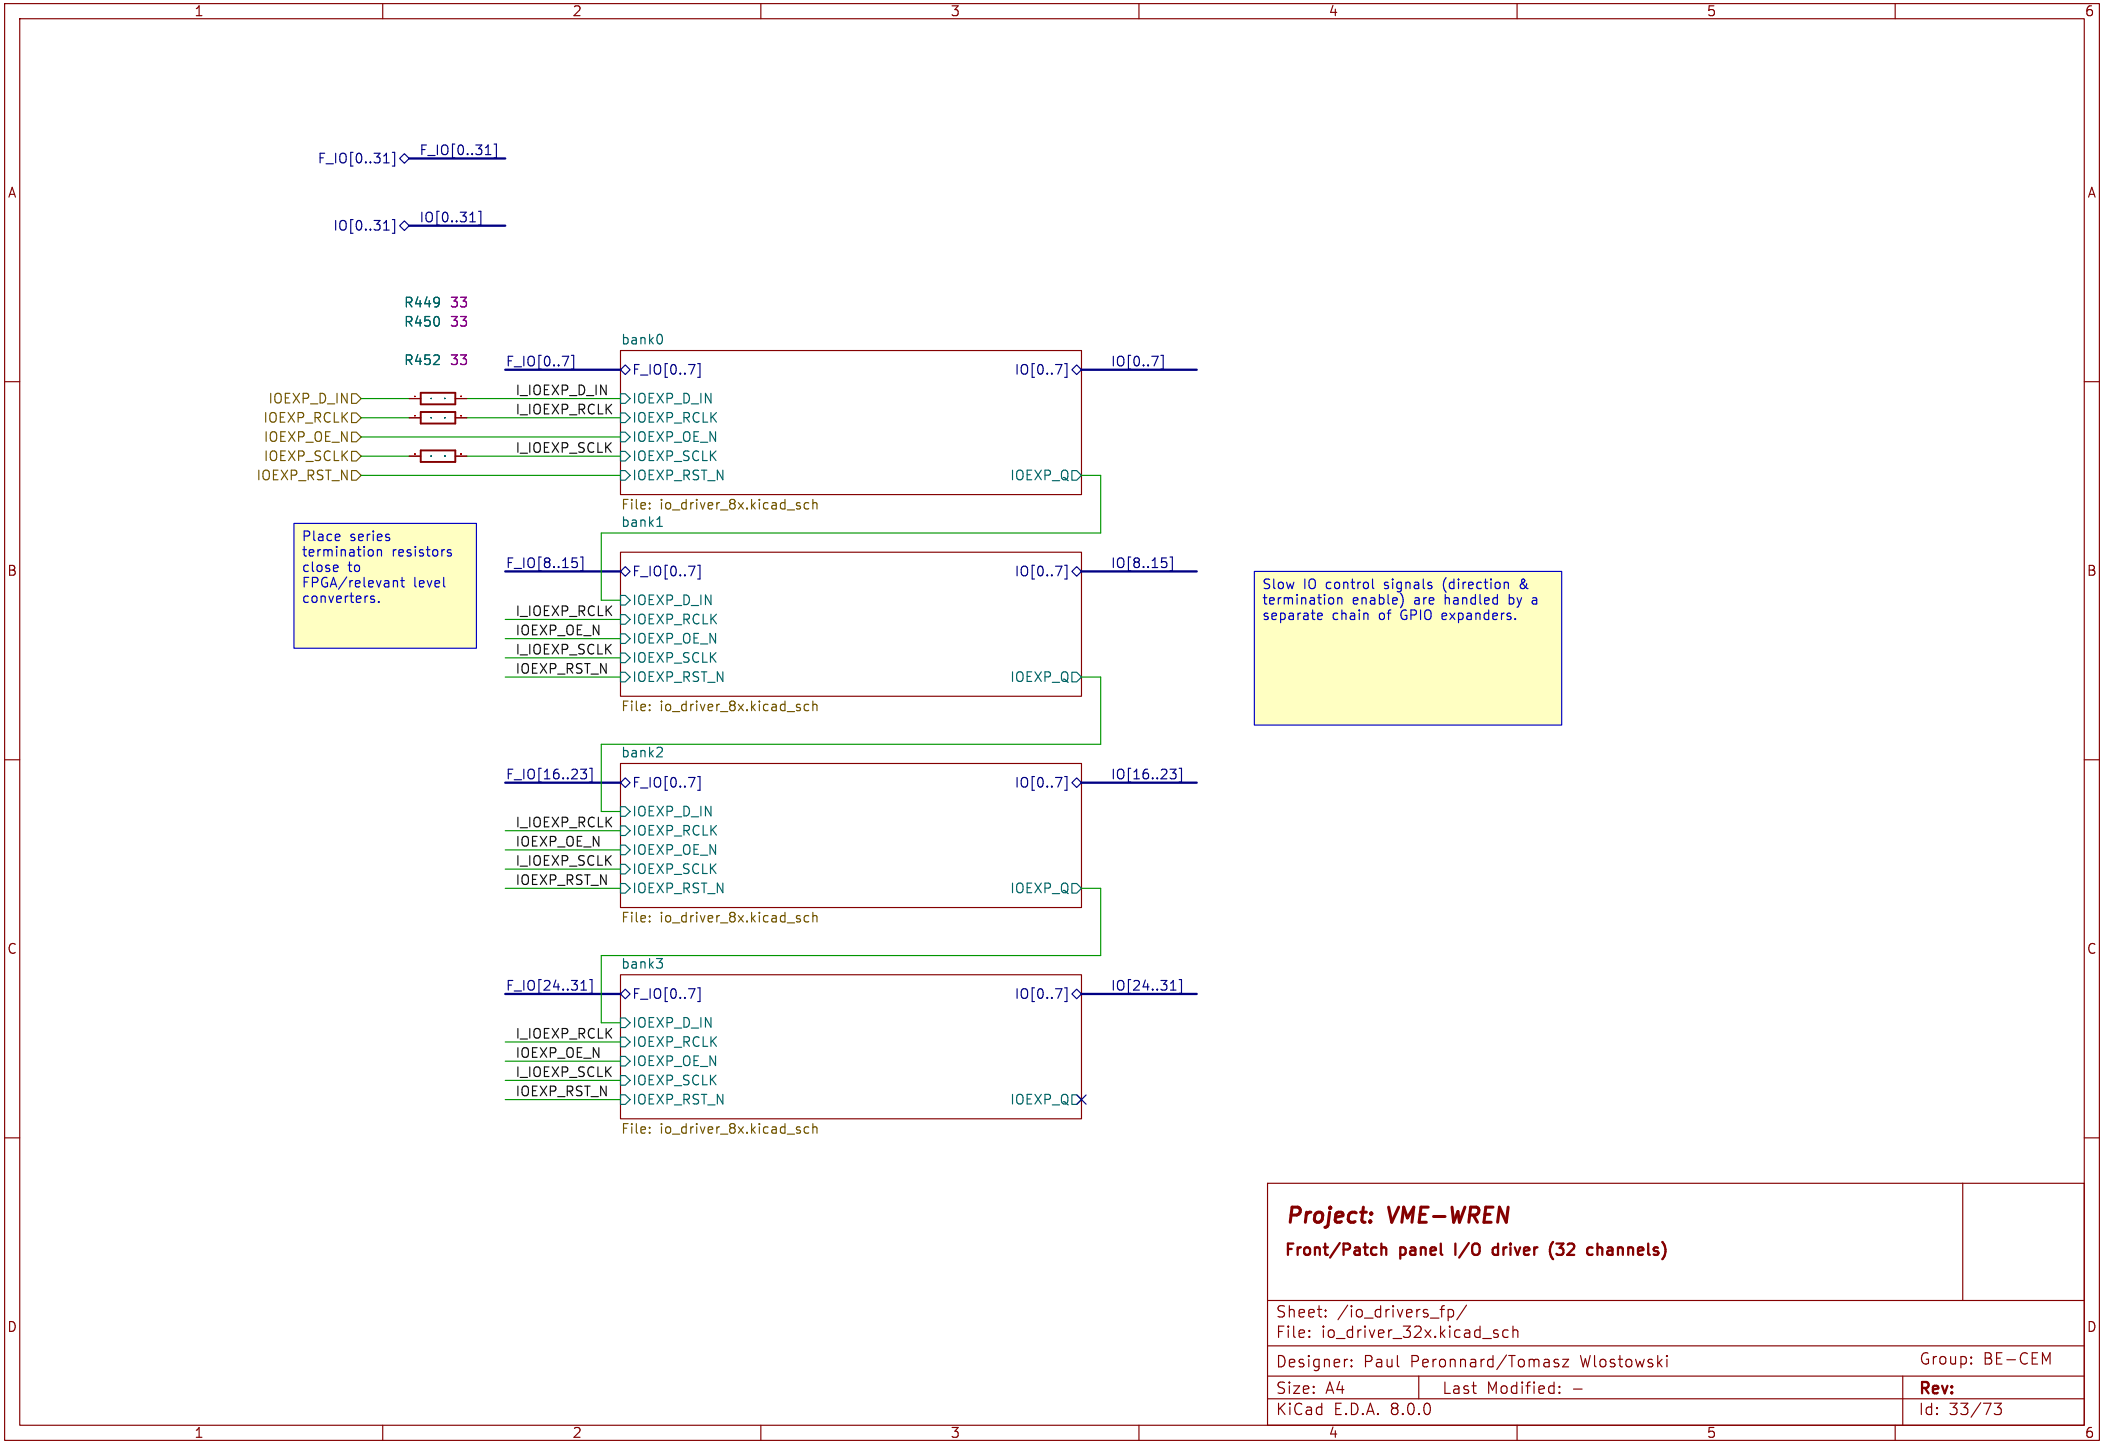 1 2 3 4 5 6
A A
B B
C C
D D
1 2 3 4 5 6
F_IO[0..31] F_IO[0..31]
IO[0..31] IO[0..31]
R449 33
R450 33
R452 33
bank0
F_IO[0..7] F_IO[0..7] IO[0..7] IO[0..7]
IOEXP_D_IN I_IOEXP_D_IN IOEXP_D_IN
IOEXP_RCLK I_IOEXP_RCLK IOEXP_RCLK
IOEXP_OE_N IOEXP_OE_N
IOEXP_SCLK I_IOEXP_SCLK IOEXP_SCLK
IOEXP_RST_N IOEXP_RST_N IOEXP_Q
File: io_driver_8x.kicad_sch
Place series
termination resistors
close to
FPGA/relevant level
converters.
bank1
F_IO[8..15] F_IO[0..7] IO[0..7] IO[8..15]
IOEXP_D_IN
I_IOEXP_RCLK IOEXP_RCLK
IOEXP_OE_N IOEXP_OE_N
I_IOEXP_SCLK IOEXP_SCLK
IOEXP_RST_N IOEXP_RST_N IOEXP_Q
File: io_driver_8x.kicad_sch
Slow IO control signals (direction &
termination enable) are handled by a
separate chain of GPIO expanders.
bank2
F_IO[16..23] F_IO[0..7] IO[0..7] IO[16..23]
IOEXP_D_IN
I_IOEXP_RCLK IOEXP_RCLK
IOEXP_OE_N IOEXP_OE_N
I_IOEXP_SCLK IOEXP_SCLK
IOEXP_RST_N IOEXP_RST_N IOEXP_Q
File: io_driver_8x.kicad_sch
bank3
F_IO[24..31] F_IO[0..7] IO[0..7] IO[24..31]
IOEXP_D_IN
I_IOEXP_RCLK IOEXP_RCLK
IOEXP_OE_N IOEXP_OE_N
I_IOEXP_SCLK IOEXP_SCLK
IOEXP_RST_N IOEXP_RST_N IOEXP_Q
File: io_driver_8x.kicad_sch
Project: VME-WREN
Front/Patch panel I/O driver (32 channels)
Sheet: /io_drivers_fp/
File: io_driver_32x.kicad_sch
Designer: Paul Peronnard/Tomasz Wlostowski Group: BE-CEM
Size: A4 Last Modified: - Rev:
KiCad E.D.A. 8.0.0 Id: 33/73